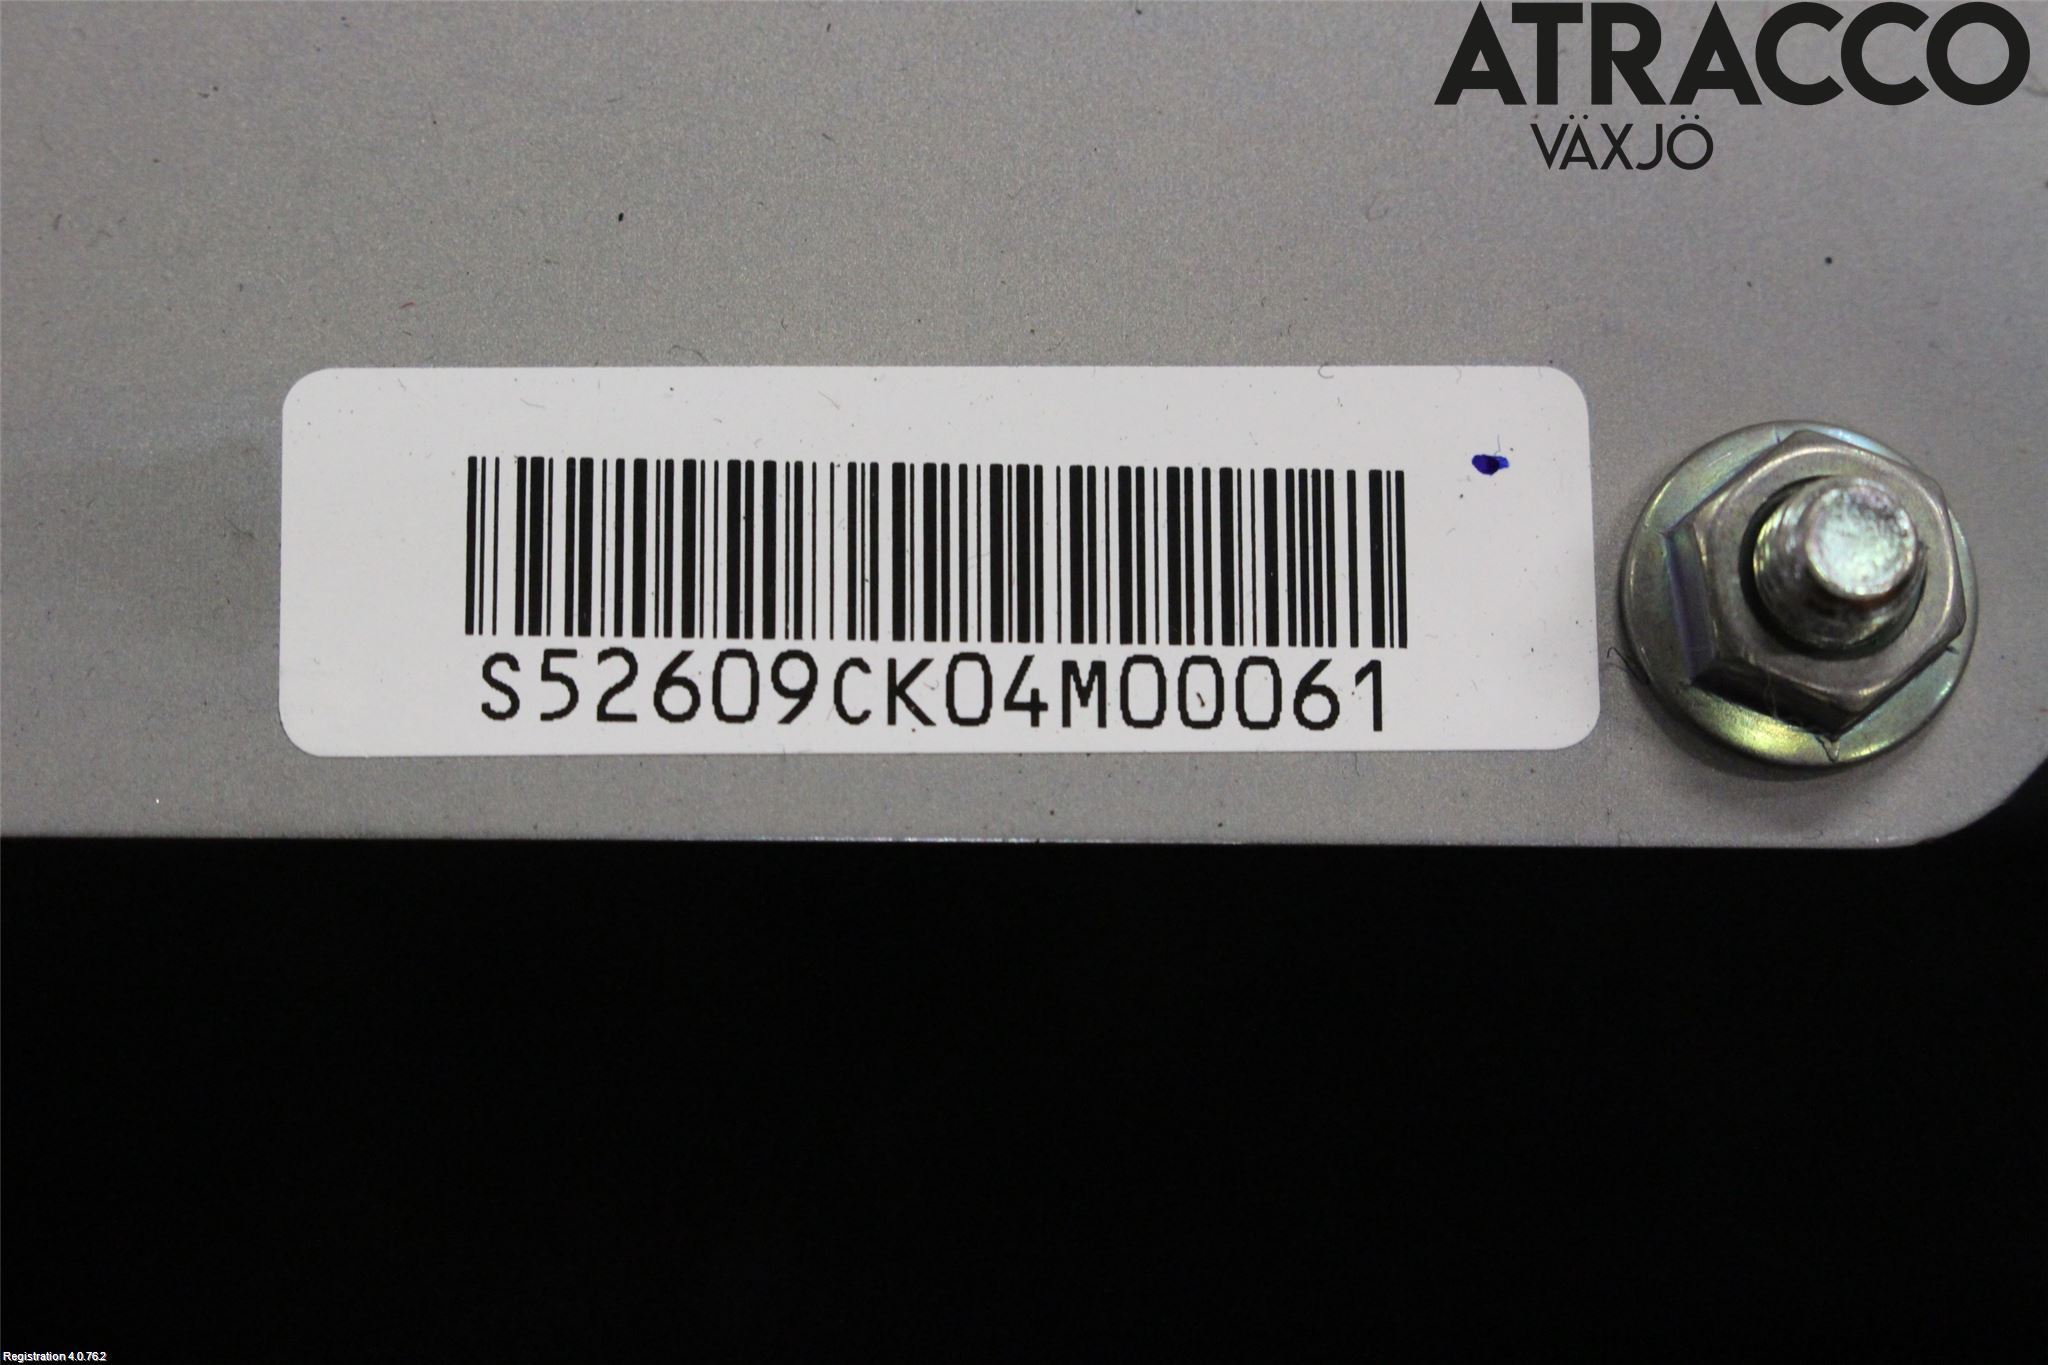 ATRACCO
VÄXJÖ
S52609CK04M00061
Registration 4.0.76.2